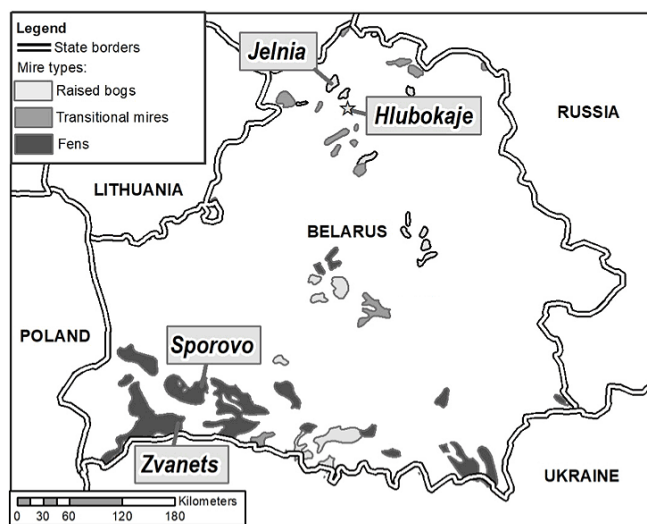 Legend
State borders
Mire types:
Raised bogs
Transitional mires
Fens
Jelnia
Hlubokaje
RUSSIA
LITHUANIA
BELARUS
POLAND
Sporovo
Zvanets
UKRAINE
Kilometers
0 30 60 120 180